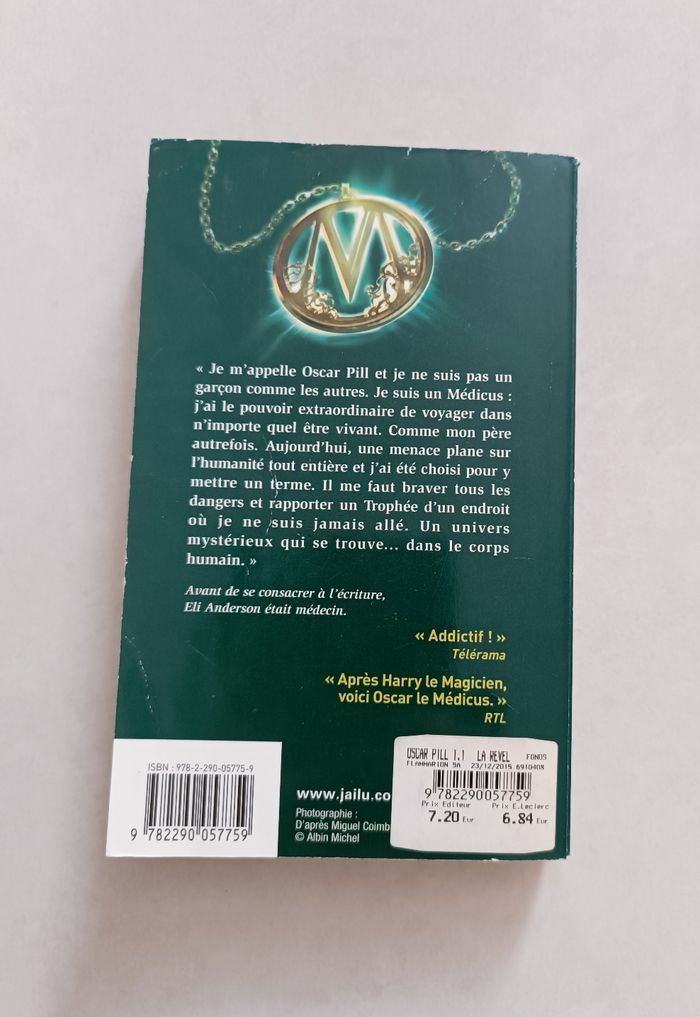 M
« Je m'appelle Oscar Pill et je ne suis pas un
garçon comme les autres. Je suis un Médicus :
j'ai le pouvoir extraordinaire de voyager dans
n'importe quel être vivant. Comme mon père
autrefois. Aujourd'hui, une menace plane sur
l'humanité tout entière et j'ai été choisi pour y
mettre un terme. Il me faut braver tous les
dangers et rapporter un Trophée d'un endroit
où je ne suis jamais allé. Un univers
mystérieux qui se trouve... dans le corps
humain. »
Avant de se consacrer à l'écriture,
Eli Anderson était médecin.
« Addictif ! »
Télérama
« Après Harry le Magicien,
voici Oscar le Médicus. »
RTL
ISBN : 978-2-290-05775-9
9 782290 057759
www.jailu.co
Photographie :
D'après Miguel Coimb
© Albin Michel
OSCAR PILL T.1 LA REVEL FONDS
FLAMMARION SA 23/12/2015 6910408
9 782290 057759
Prix Editeur Prix E.Leclerc
7.20 Eur 6.84 Eur